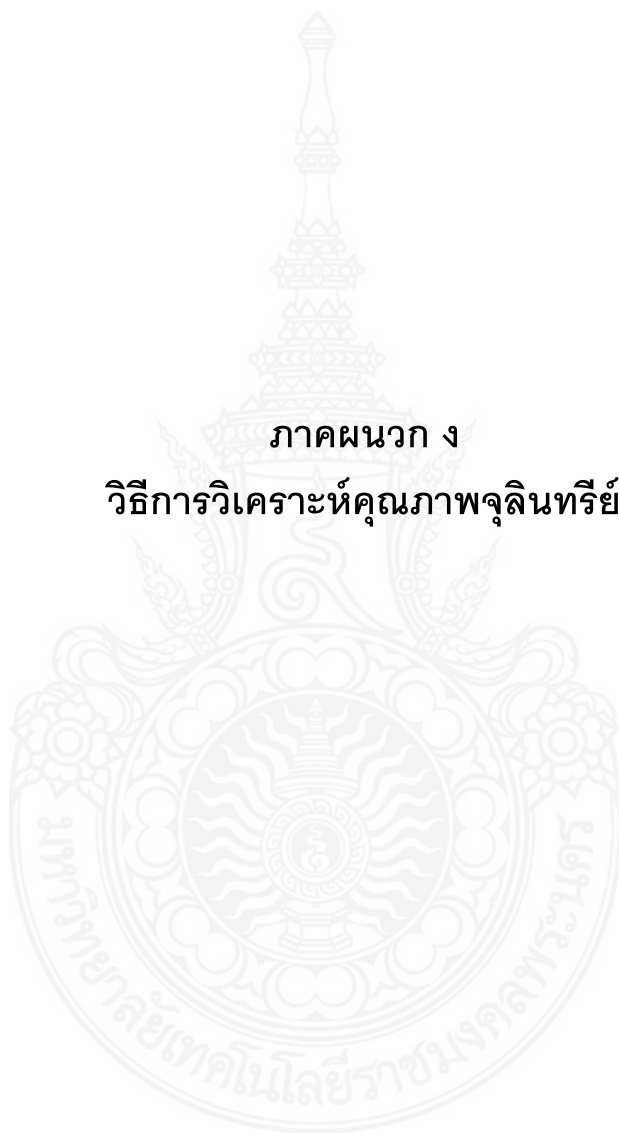 ภาคผนวก ง
วิธีการวิเคราะห์คุณภาพจุลินทรีย์
มหาวิทยาลัยเทคโนโลยีราชมงคลพระนคร